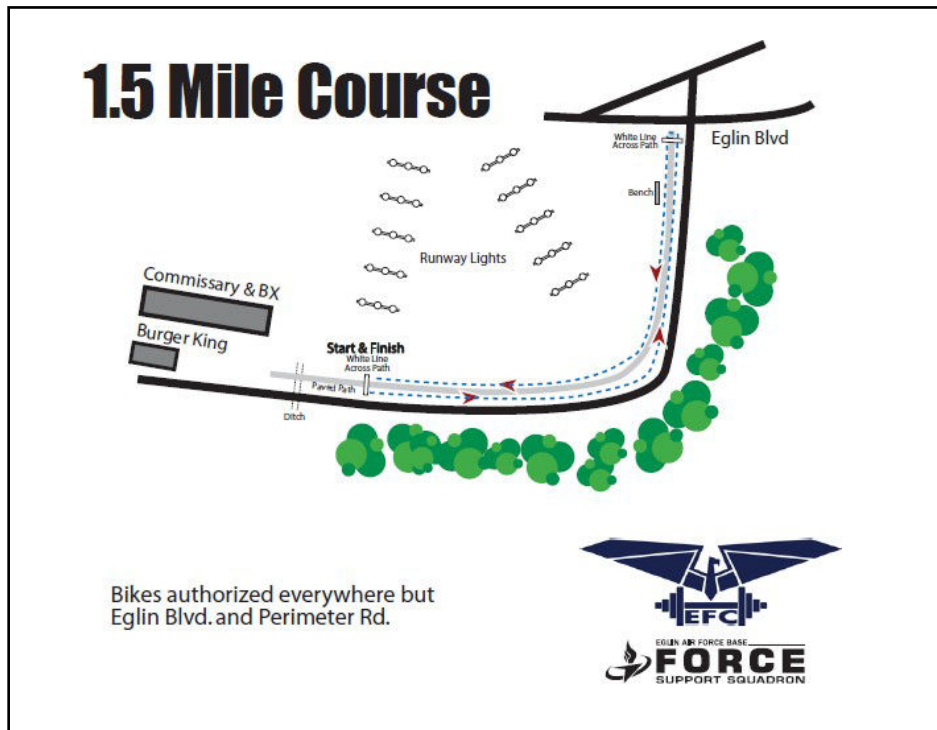 1.5 Mile Course
White Line
Across Path
Eglin Blvd
Bench
Runway Lights
Commissary & BX
Burger King
Start & Finish
White Line
Across Path
Paved Path
Ditch
Bikes authorized everywhere but
Eglin Blvd. and Perimeter Rd.
EFC
EGLIN AIR FORCE BASE
FORCE
SUPPORT SQUADRON